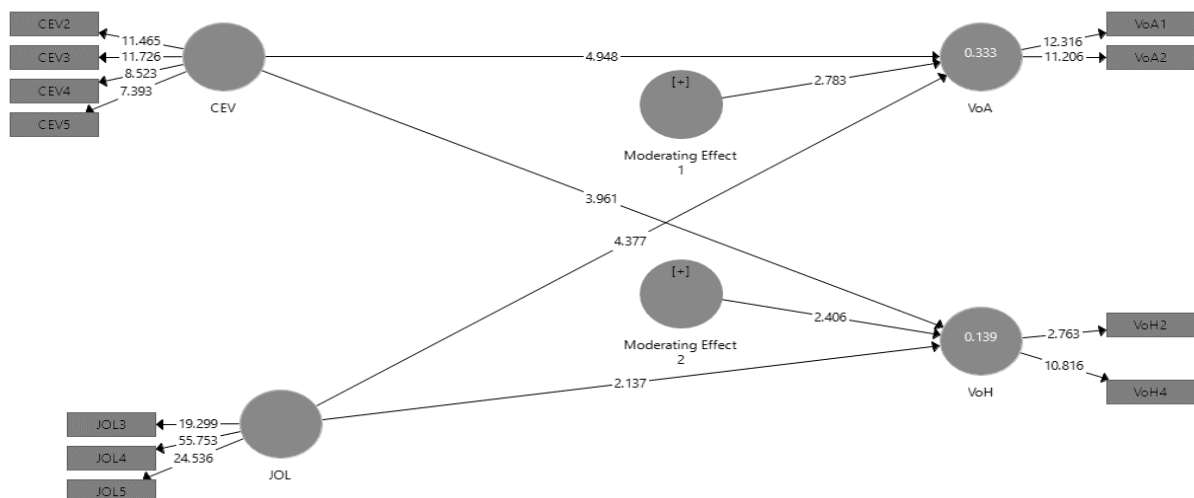 CEV2
CEV3
CEV4
CEV5
11.465
11.726
8.523
7.393
CEV
4.948
[+]
2.783
Moderating Effect
1
0.333
VoA
12.316
11.206
VoA1
VoA2
3.961
4.377
[+]
2.406
Moderating Effect
2
2.137
0.139
VoH
2.763
10.816
VoH2
VoH4
JOL3
JOL4
JOL5
19.299
55.753
24.536
JOL